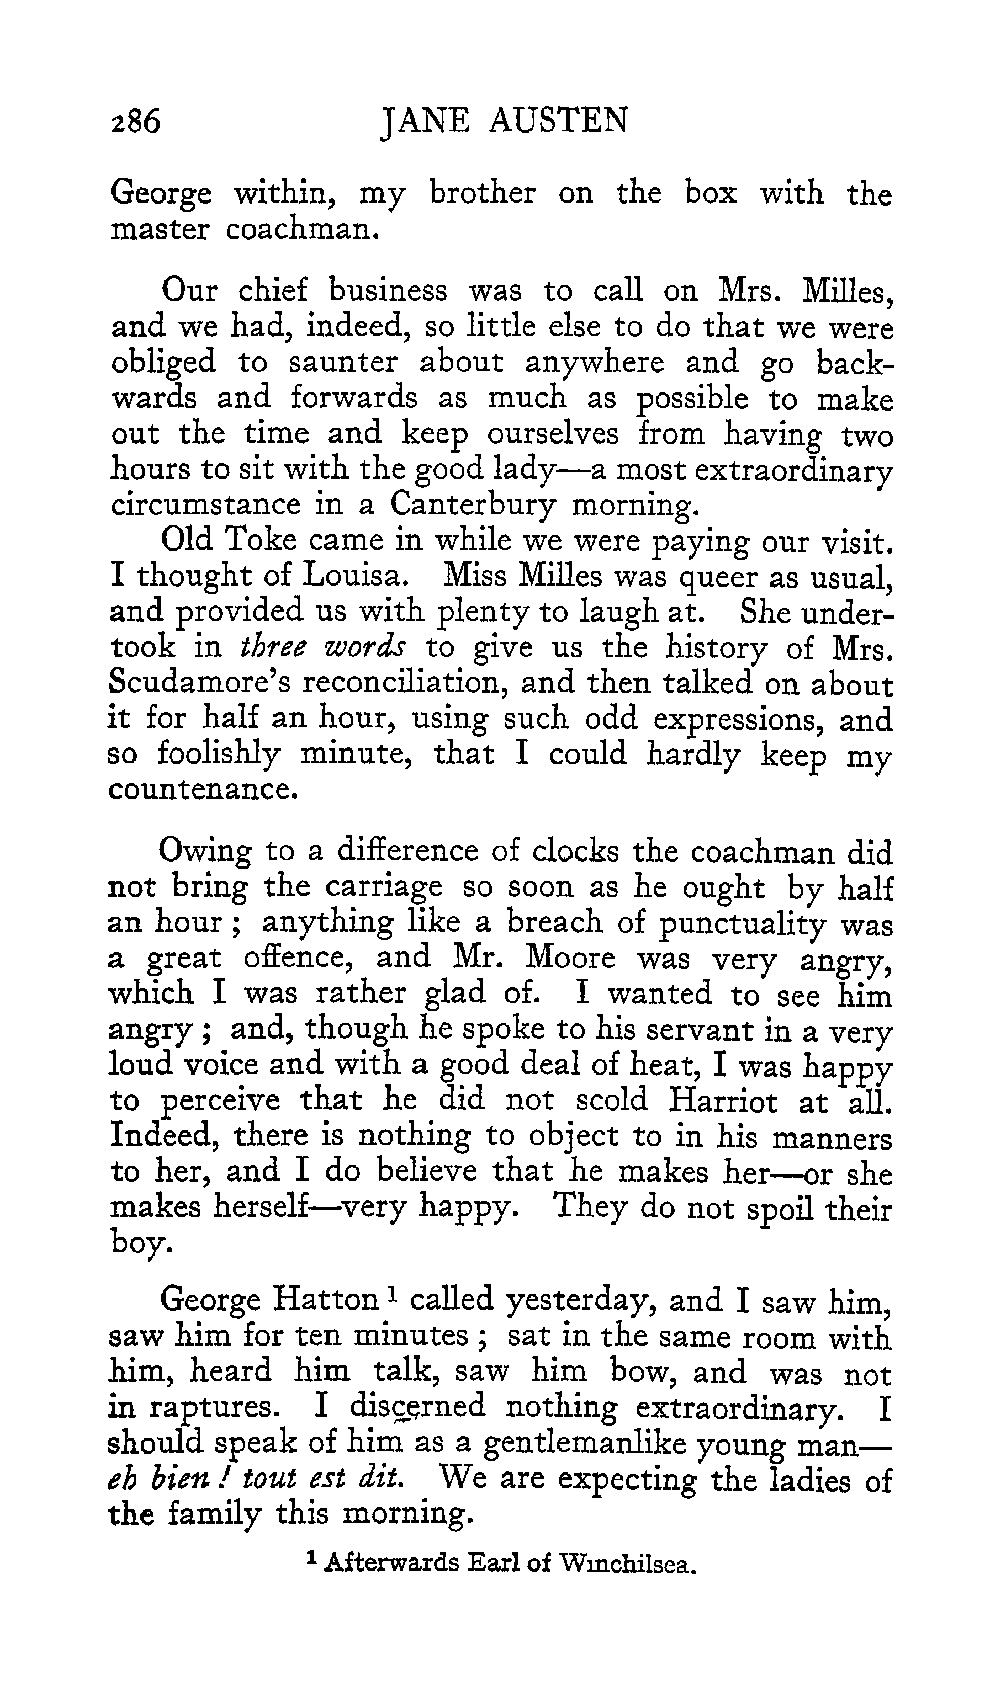 286 JANE AUSTEN
George within, my brother on the box with the
master coachman.
Our chief business was to call on Mrs. Milles,
and we had, indeed, so little else to do that we were
obliged to saunter about anywhere and go back-
wards and forwards as much as possible to make
out the time and keep ourselves from having two
hours to sit with the good lady—a most extraordinary
circumstance in a Canterbury morning.
Old Toke came in while we were paying our visit.
I thought of Louisa. Miss Milles was queer as usual,
and provided us with plenty to laugh at. She under-
took in three words to give us the history of Mrs.
Scudamore's reconciliation, and then talked on about
it for half an hour, using such odd expressions, and
so foolishly minute, that I could hardly keep my
countenance.
Owing to a difference of clocks the coachman did
not bring the carriage so soon as he ought by half
an hour ; anything like a breach of punctuality was
a great offence, and Mr. Moore was very angry,
which I was rather glad of. I wanted to see him
angry ; and, though he spoke to his servant in a very
loud voice and with a good deal of heat, I was happy
to perceive that he did not scold Harriot at all.
Indeed, there is nothing to object to in his manners
to her, and I do believe that he makes her—or she
makes herself—very happy. They do not spoil their
boy.
George Hatton ¹ called yesterday, and I saw him,
saw him for ten minutes ; sat in the same room with
him, heard him talk, saw him bow, and was not
in raptures. I discerned nothing extraordinary. I
should speak of him as a gentlemanlike young man—
eh bien ! tout est dit. We are expecting the ladies of
the family this morning.
¹ Afterwards Earl of Winchilsea.